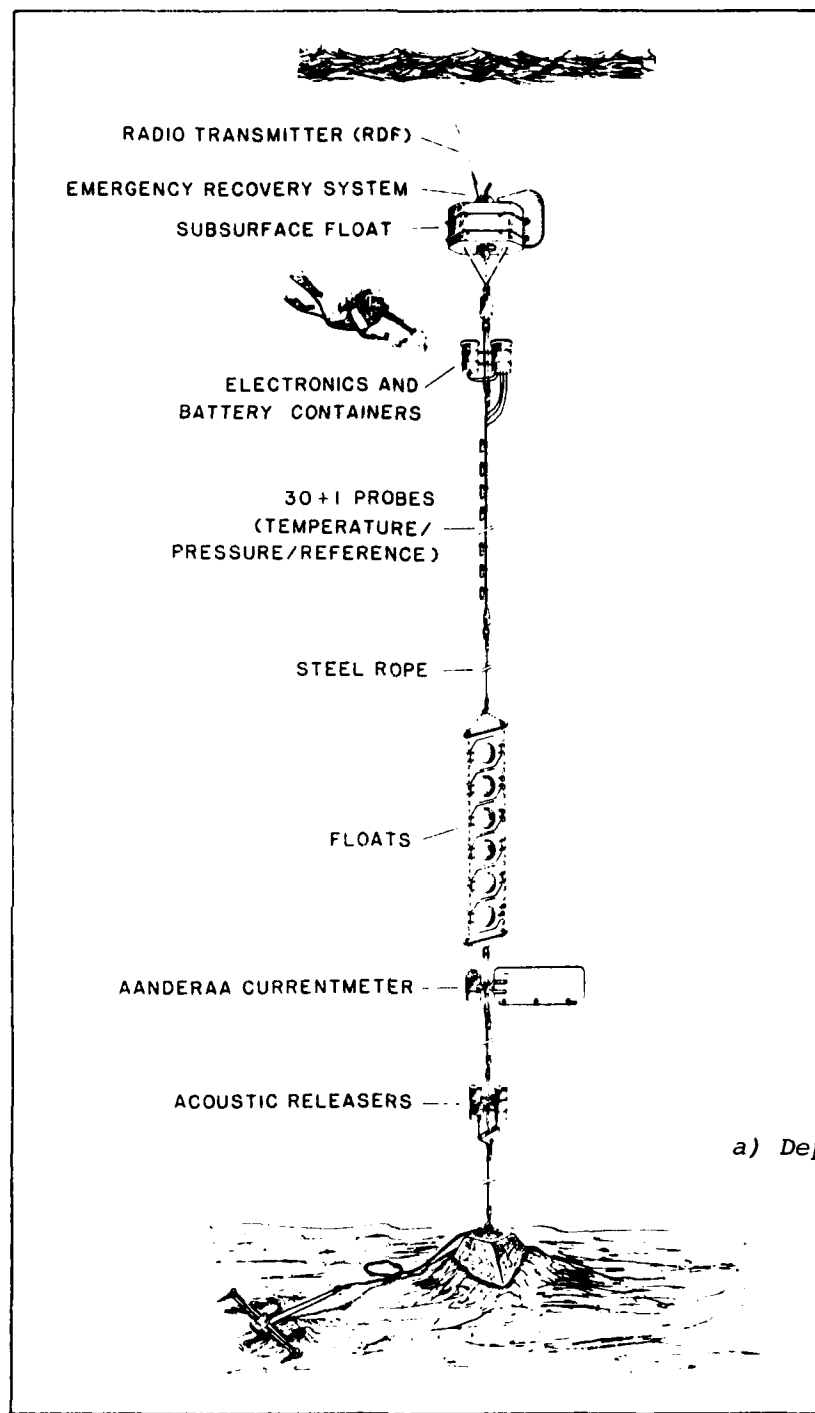 RADIO TRANSMITTER (RDF)
EMERGENCY RECOVERY SYSTEM
SUBSURFACE FLOAT
ELECTRONICS AND
BATTERY CONTAINERS
30+1 PROBES
(TEMPERATURE/
PRESSURE/REFERENCE)
STEEL ROPE
FLOATS
AANDERAA CURRENTMETER
ACOUSTIC RELEASERS
a)